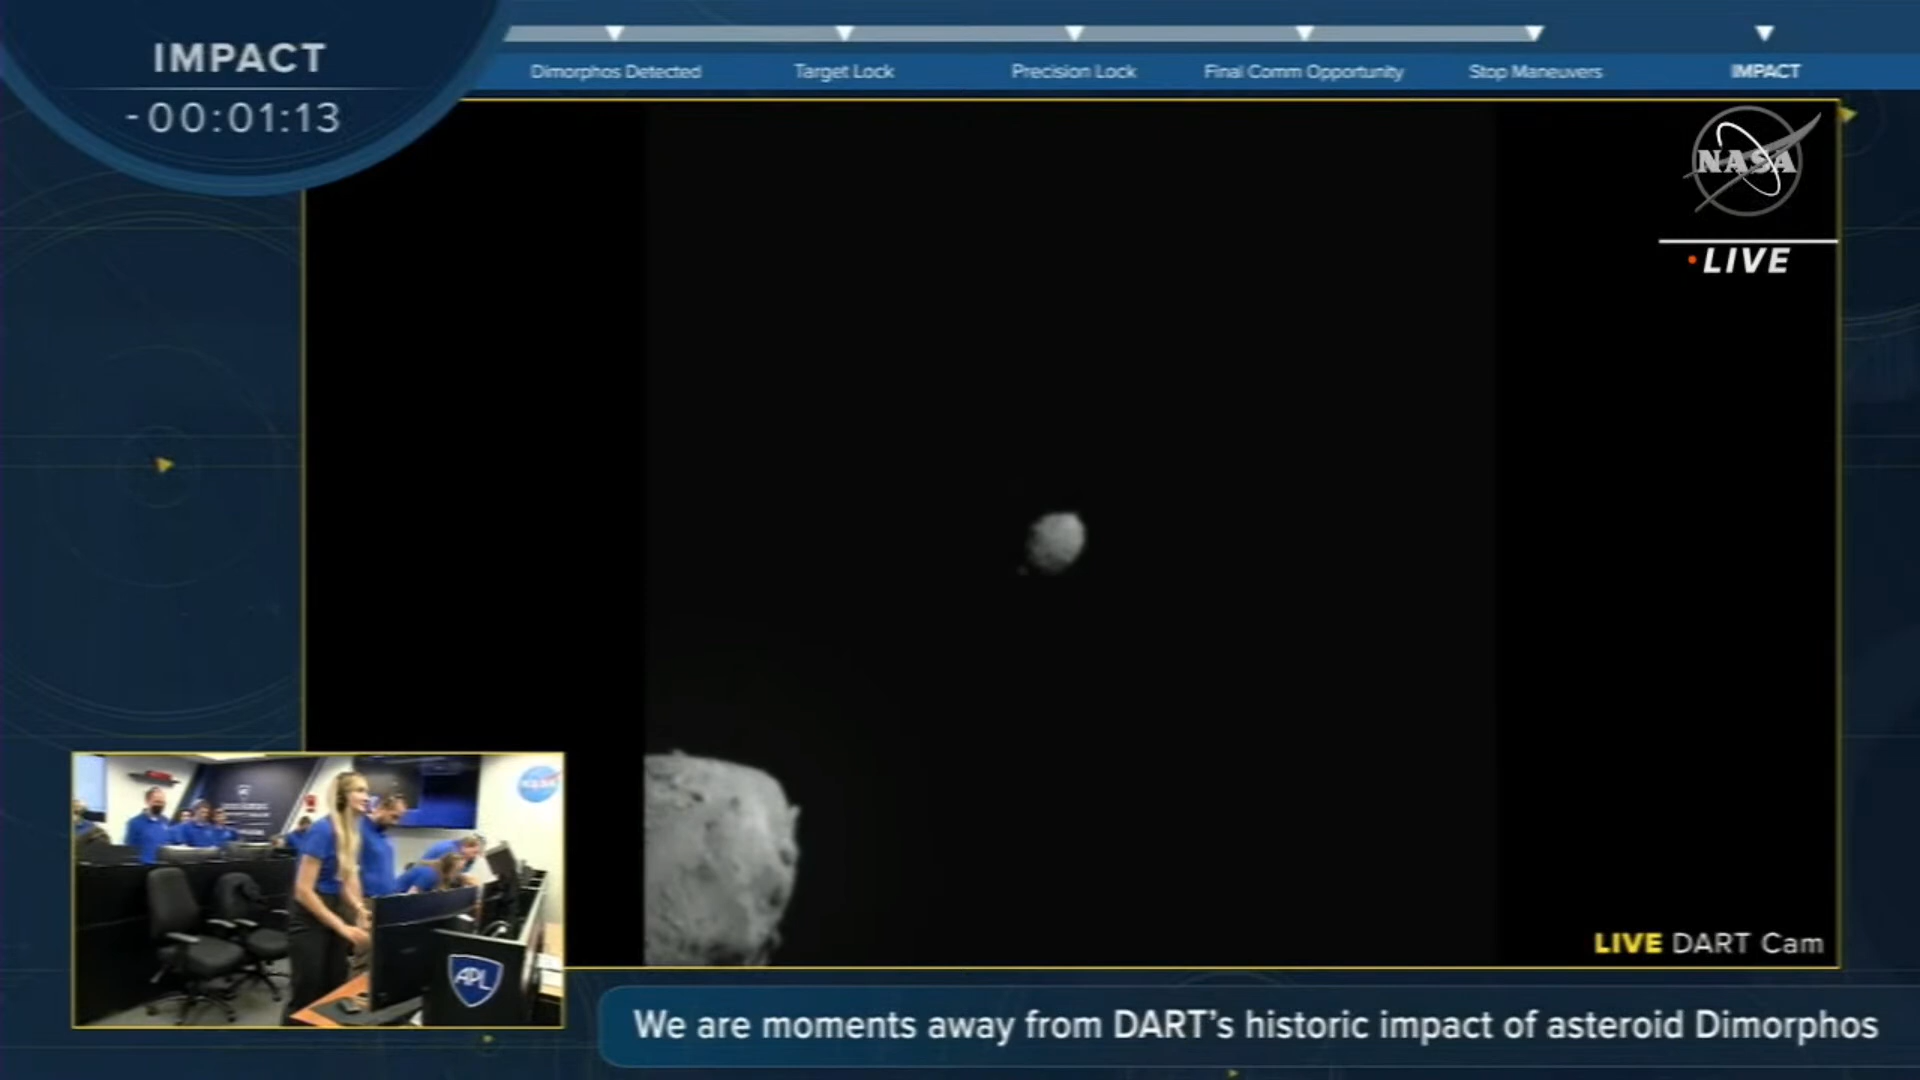 IMPACT
-00:01:13
Dimorphos Detected
Target Lock
Precision Lock
Final Comm Opportunity
Stop Maneuvers
IMPACT
NASA
LIVE
NASA
APL
LIVE DART Cam
We are moments away from DART's historic impact of asteroid Dimorphos